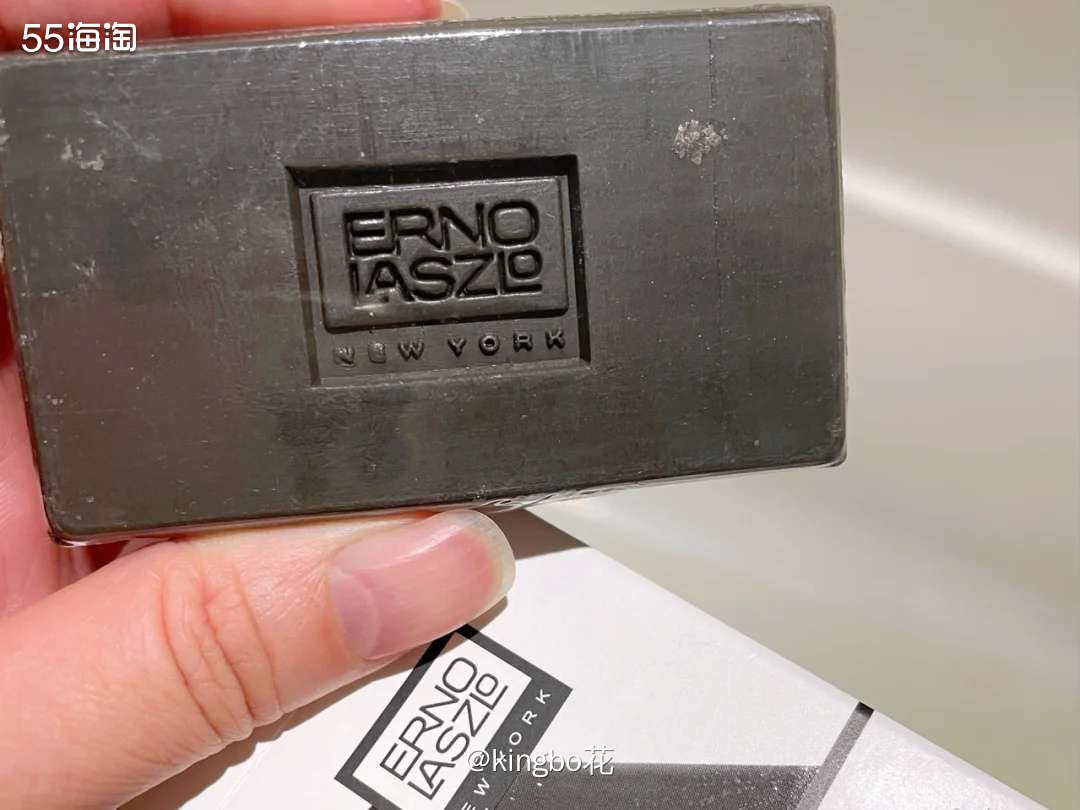 55海淘
ERNO
LASZLO
NEW YORK
ERNO
LASZLO
NEW YORK
@kingbo花